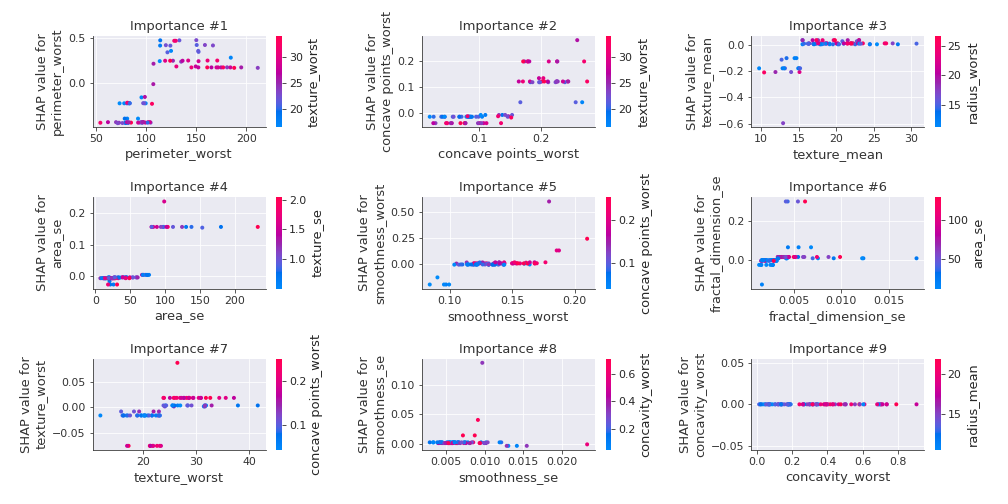 Importance #1
Importance #2
Importance #3
SHAP value for
perimeter_worst
0.5
0.0
50
100
150
200
perimeter_worst
30
25
20
texture_worst
SHAP value for
concave points_worst
0.2
0.1
0.0
0.1
0.2
concave points_worst
30
25
20
texture_worst
SHAP value for
texture_mean
0.0
−0.2
−0.4
−0.6
10
15
20
25
30
texture_mean
25
20
15
radius_worst
Importance #4
Importance #5
Importance #6
SHAP value for
area_se
0.2
0.1
0.0
0
50
100
150
200
area_se
2.0
1.5
1.0
texture_se
SHAP value for
smoothness_worst
0.50
0.25
0.00
0.10
0.15
0.20
smoothness_worst
0.2
0.1
concave points_worst
SHAP value for
fractal_dimension_se
0.2
0.0
0.005
0.010
0.015
fractal_dimension_se
100
50
area_se
Importance #7
Importance #8
Importance #9
SHAP value for
texture_worst
0.05
0.00
−0.05
20
30
40
texture_worst
0.2
0.1
concave points_worst
SHAP value for
smoothness_se
0.10
0.05
0.00
0.005
0.010
0.015
0.020
smoothness_se
0.6
0.4
0.2
concavity_worst
SHAP value for
concavity_worst
0.05
0.00
−0.05
0.0
0.2
0.4
0.6
0.8
concavity_worst
20
15
radius_mean